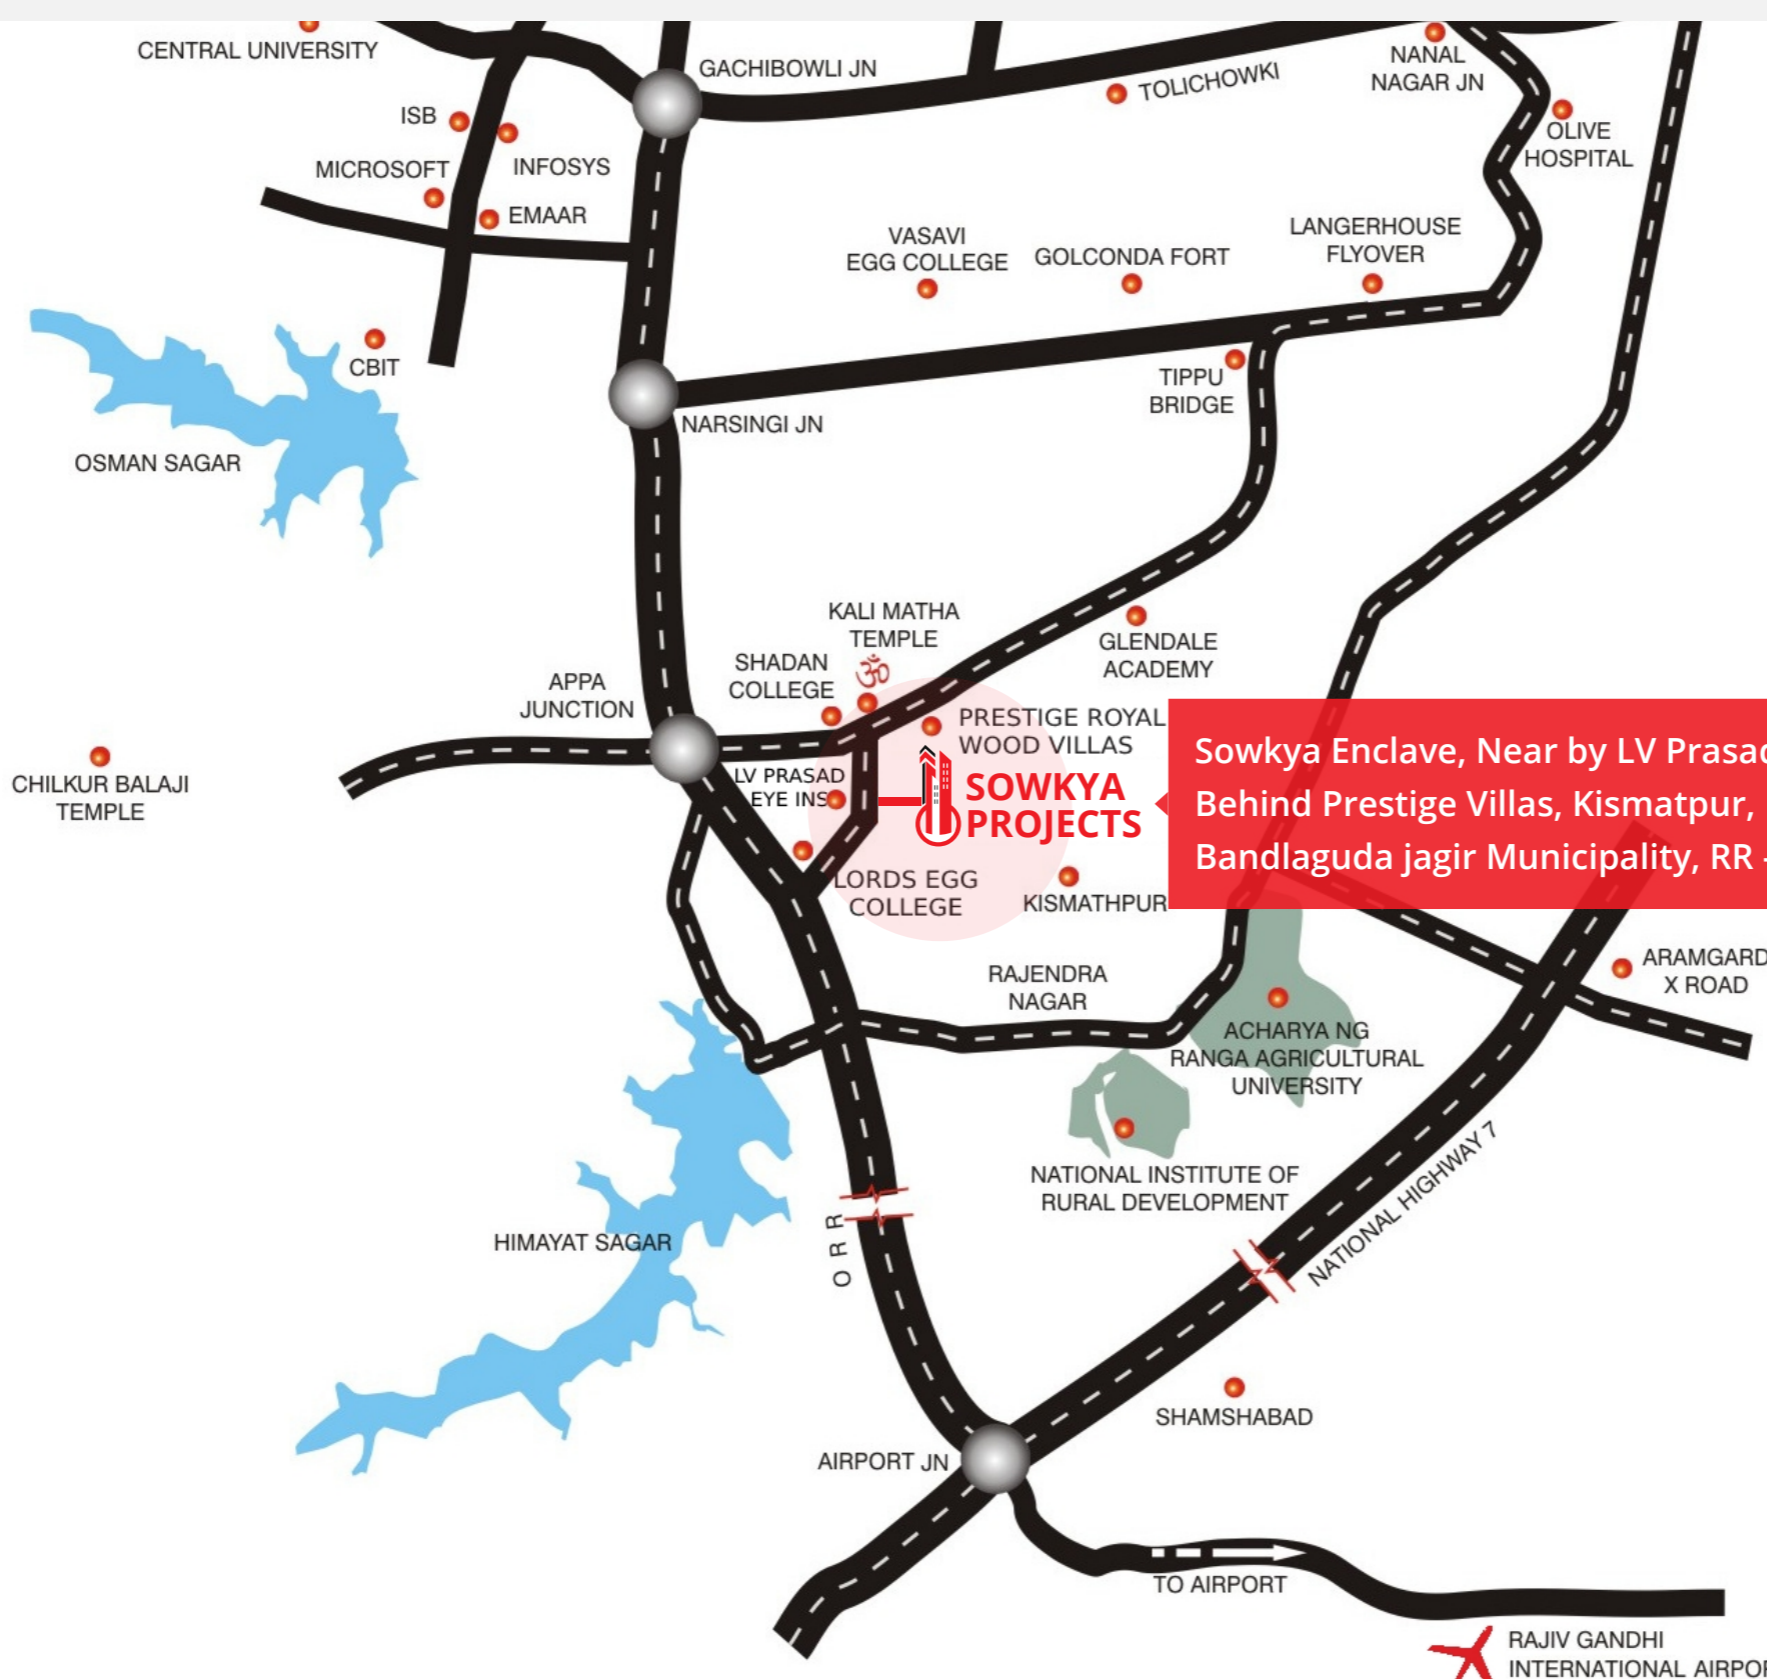 CENTRAL UNIVERSITY
GACHIBOWLI JN
TOLICHOWKI
NANAL
NAGAR JN
ISB
INFOSYS
MICROSOFT
EMAAR
OLIVE
HOSPITAL
VASAVI
EGG COLLEGE
GOLCONDA FORT
LANGERHOUSE
FLYOVER
CBIT
TIPPU
BRIDGE
NARSINGI JN
OSMAN SAGAR
KALI MATHA
TEMPLE
ॐ
SHADAN
COLLEGE
GLENDALE
ACADEMY
APPA
JUNCTION
PRESTIGE ROYAL
WOOD VILLAS
CHILKUR BALAJI
TEMPLE
LV PRASAD
EYE INS
SOWKYA
PROJECTS
Sowkya Enclave, Near by LV Prasad
Behind Prestige Villas, Kismatpur,
Bandlaguda jagir Municipality, RR -
LORDS EGG
COLLEGE
KISMATHPUR
RAJENDRA
NAGAR
ARAMGARD
X ROAD
ACHARYA NG
RANGA AGRICULTURAL
UNIVERSITY
NATIONAL INSTITUTE OF
RURAL DEVELOPMENT
NATIONAL HIGHWAY 7
HIMAYAT SAGAR
ORR
SHAMSHABAD
AIRPORT JN
TO AIRPORT
RAJIV GANDHI
INTERNATIONAL AIRPOR